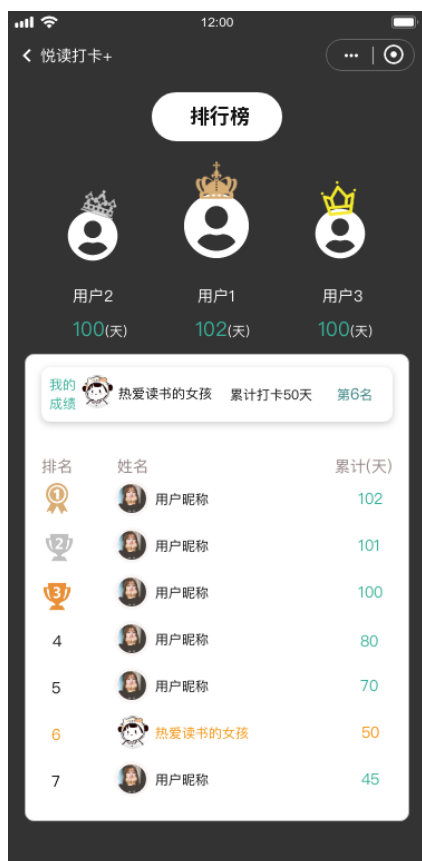 12:00
悦读打卡+
排行榜
用户2 用户1 用户3
100(天) 102(天) 100(天)
我的
成绩
热爱读书的女孩 累计打卡50天 第6名
排名 姓名 累计(天)
1 用户昵称 102
2 用户昵称 101
3 用户昵称 100
4 用户昵称 80
5 用户昵称 70
6 热爱读书的女孩 50
7 用户昵称 45